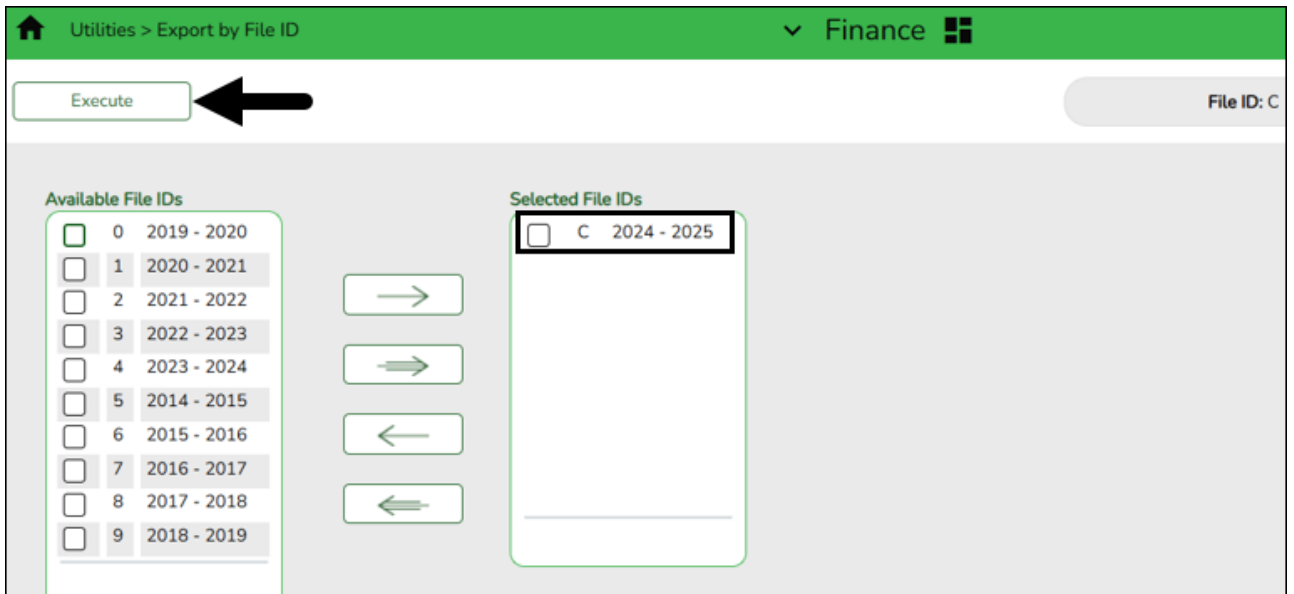 Utilities > Export by File ID
Finance
Execute
File ID: C
Available File IDs
0 2019 - 2020
1 2020 - 2021
2 2021 - 2022
3 2022 - 2023
4 2023 - 2024
5 2014 - 2015
6 2015 - 2016
7 2016 - 2017
8 2017 - 2018
9 2018 - 2019
Selected File IDs
C 2024 - 2025